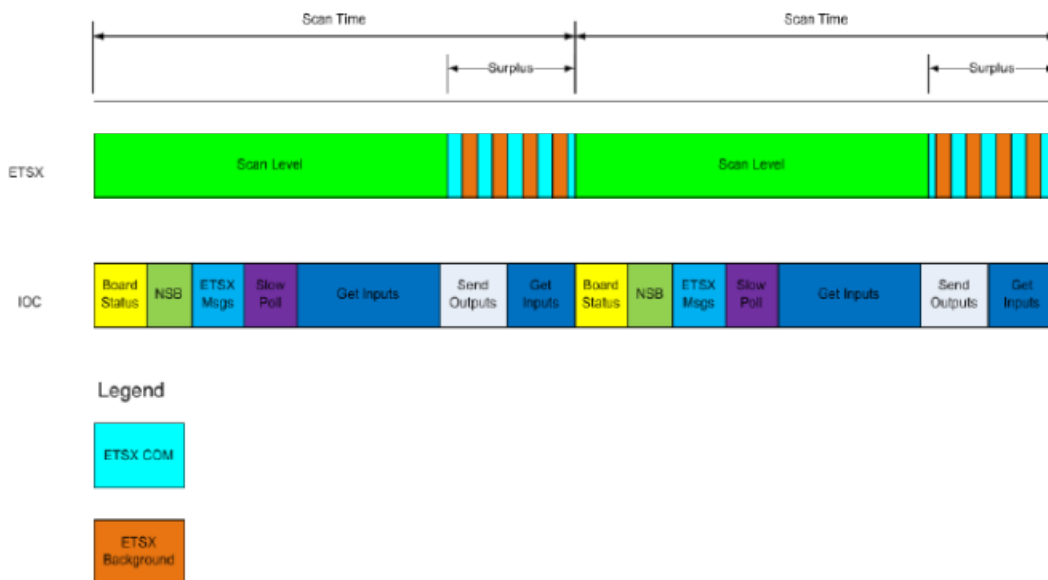 Scan Time
Scan Time
Surplus
Surplus
ETSX
Scan Level
Scan Level
IOC
Board
Status
NSB
ETSX
Msgs
Slow
Poll
Get Inputs
Send
Outputs
Get
Inputs
Board
Status
NSB
ETSX
Msgs
Slow
Poll
Get Inputs
Send
Outputs
Get
Inputs
Legend
ETSX COM
ETSX
Background